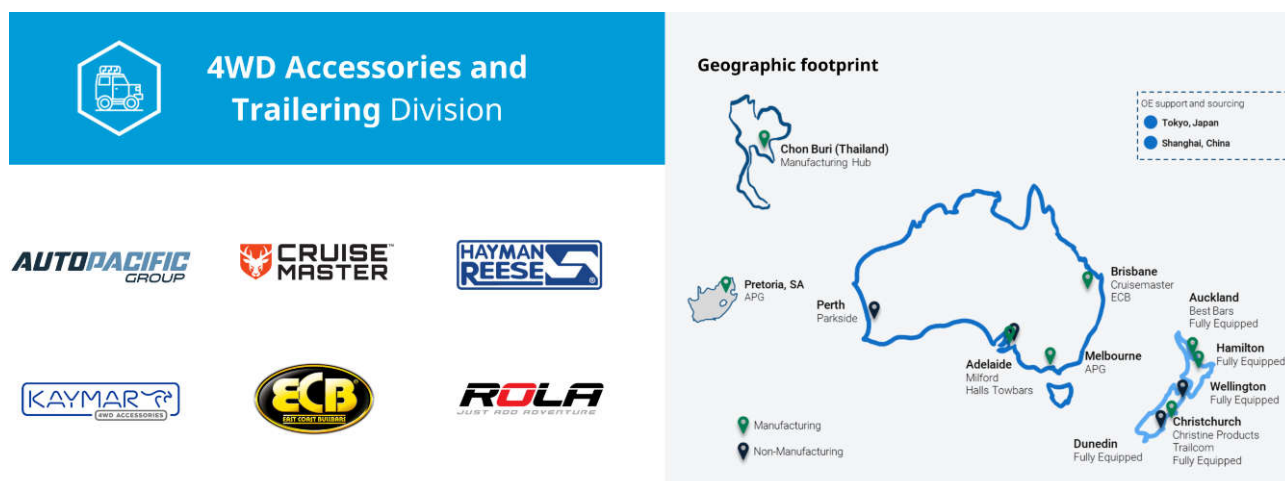 4WD Accessories and
Trailering Division
AUTOPACIFIC
GROUP
CRUISE
MASTER™
HAYMAN
REESE
®
KAYMAR
4WD ACCESSORIES
ECB
EAST COAST BULLBARS
ROLA
JUST ADD ADVENTURE
Geographic footprint
OE support and sourcing
Tokyo, Japan
Shanghai, China
Chon Buri (Thailand)
Manufacturing Hub
Pretoria, SA
APG
Perth
Parkside
Brisbane
Cruisemaster
ECB
Auckland
Best Bars
Fully Equipped
Hamilton
Fully Equipped
Adelaide
Milford
Halls Towbars
Melbourne
APG
Wellington
Fully Equipped
Christchurch
Christine Products
Trailcom
Fully Equipped
Dunedin
Fully Equipped
Manufacturing
Non-Manufacturing